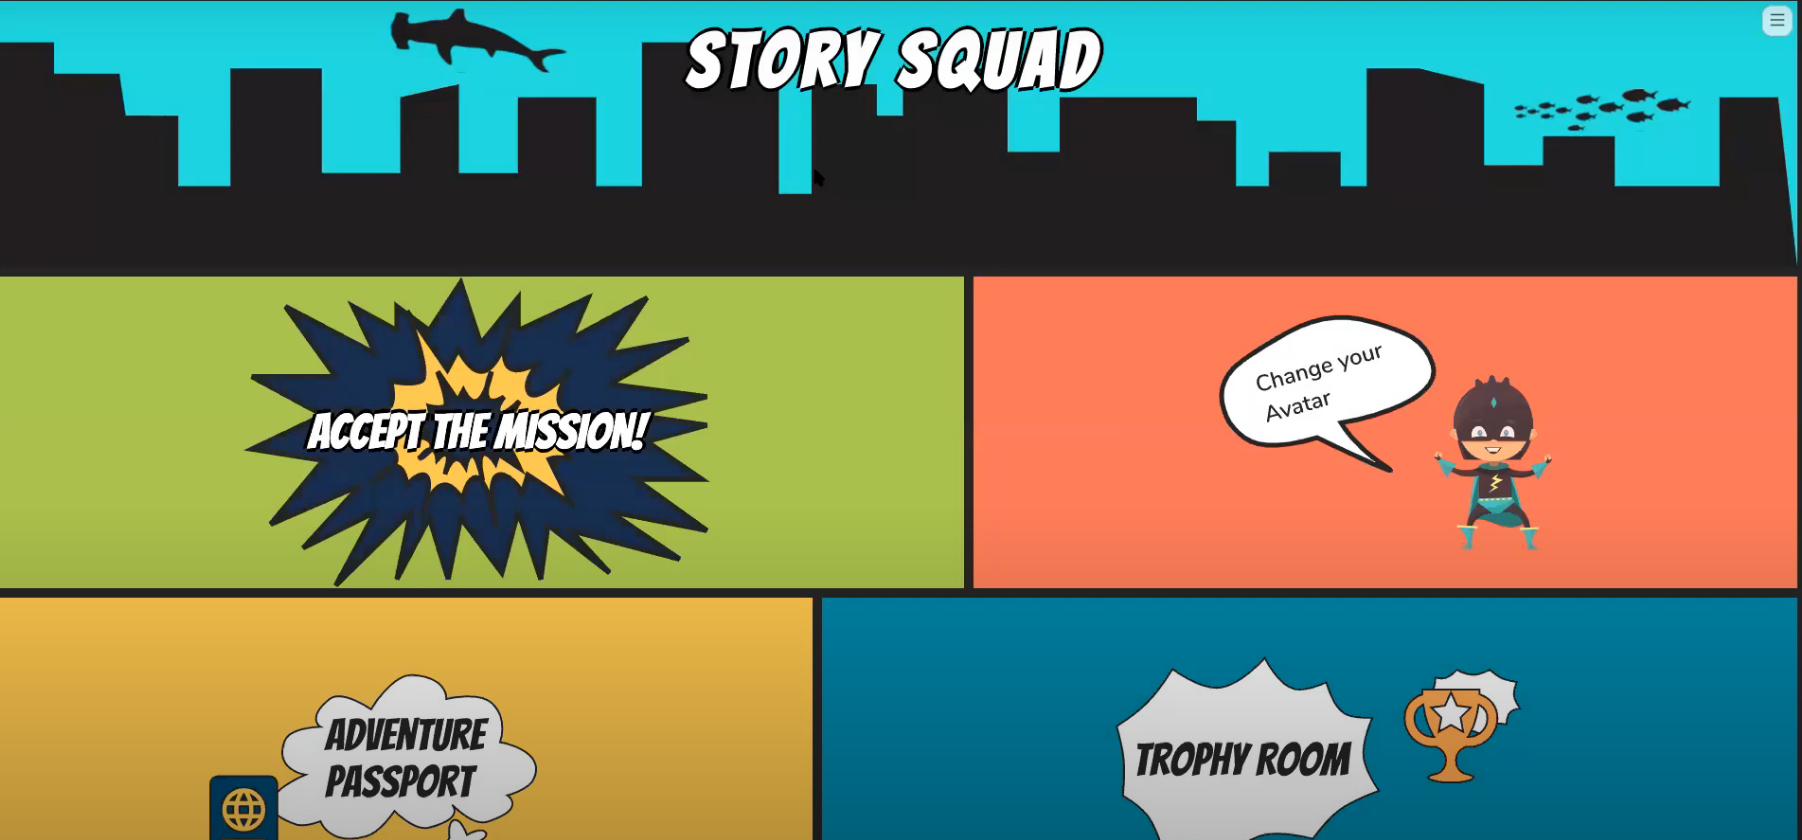 STORY SQUAD
ACCEPT THE MISSION!
Change your
Avatar
ADVENTURE
PASSPORT
TROPHY ROOM